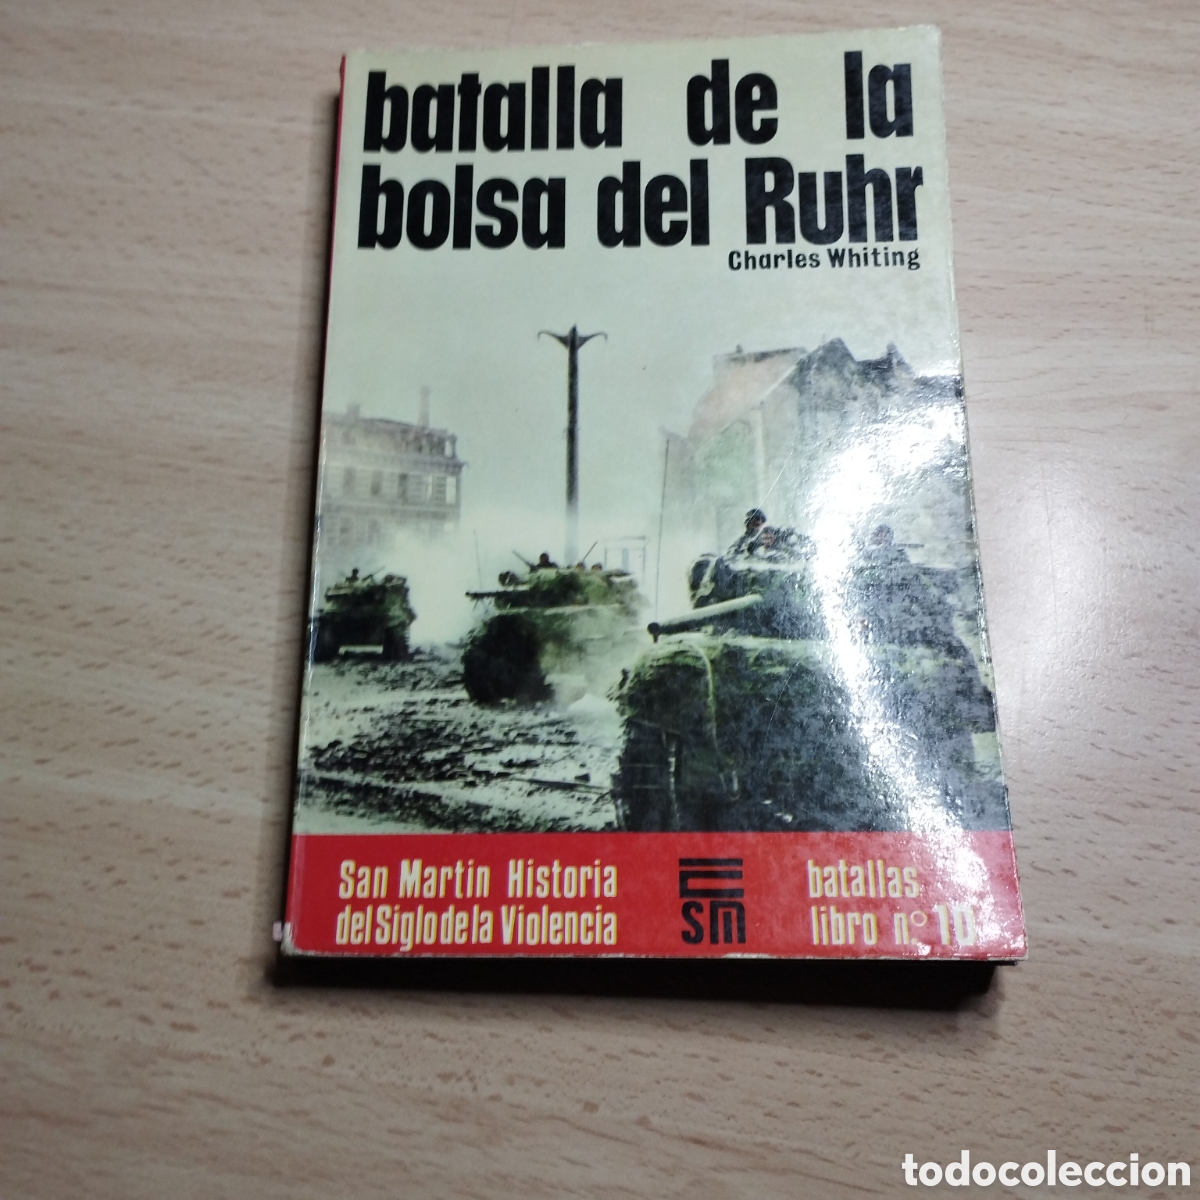 batalla de la
bolsa del Ruhr
Charles Whiting
San Martin Historia
del Siglo de la Violencia
SM
batallas
libro nº 10
todocoleccion